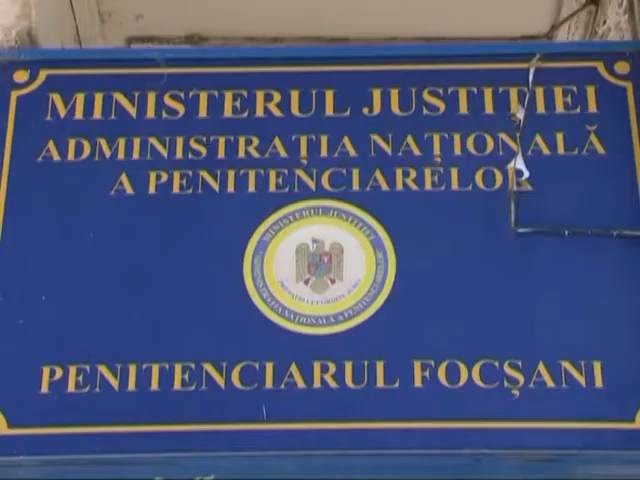 MINISTERUL JUSTIȚIEI
ADMINISTRAȚIA NAȚIONALĂ
A PENITENCIARELOR
MINISTERUL JUSTIȚIEI
ADMINISTRAȚIA NAȚIONALĂ A PENITENCIARELOR
PENITENCIARUL FOCȘANI